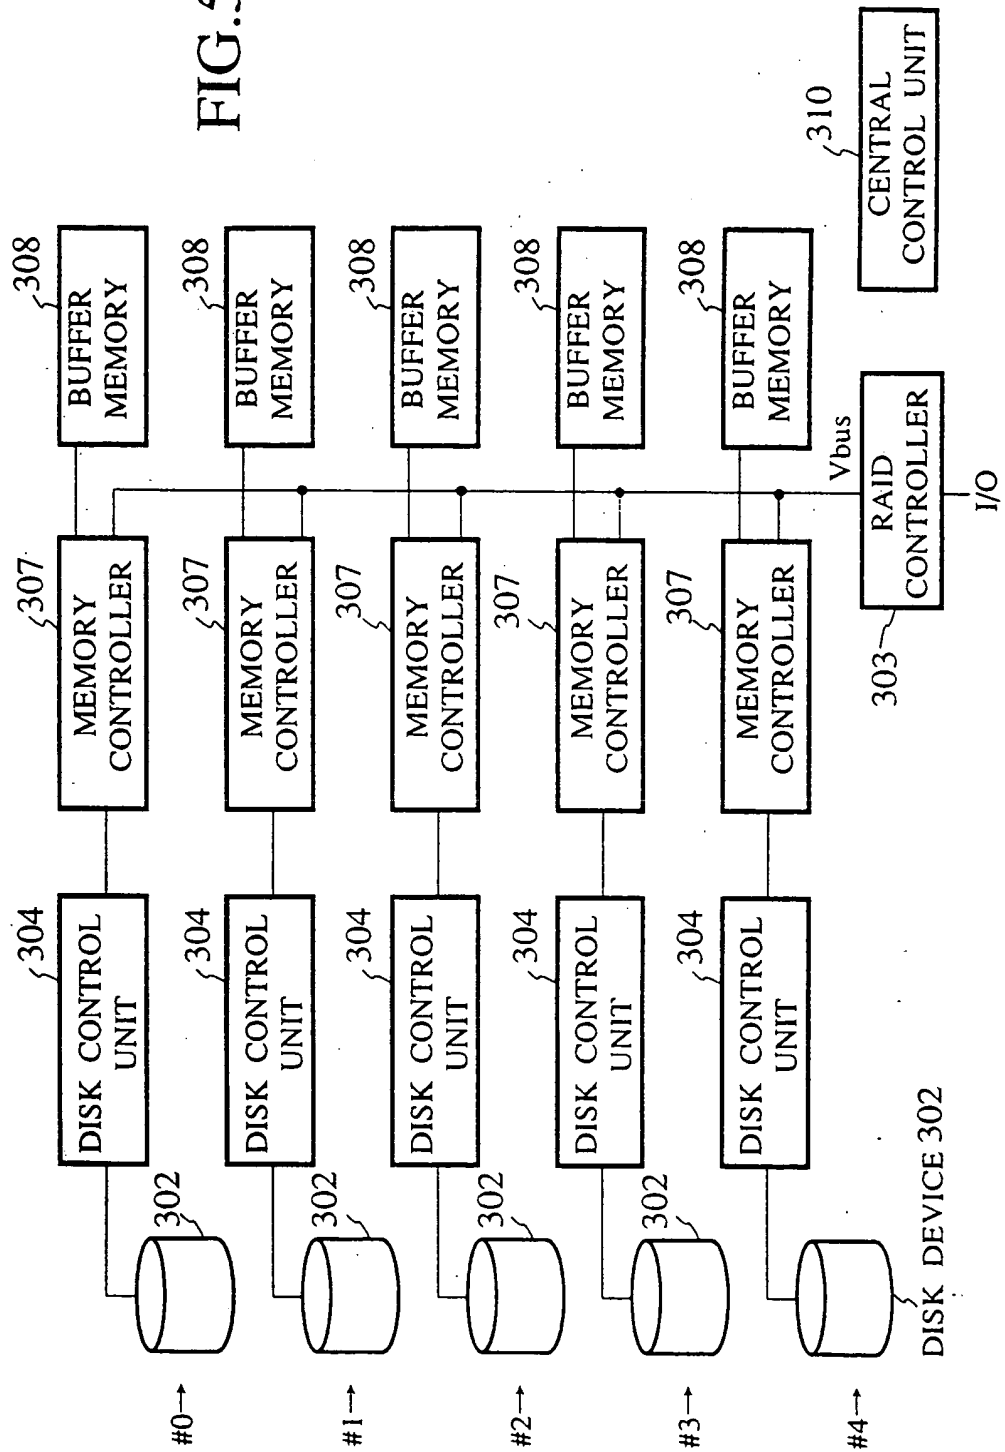 FIG.5
308
BUFFER
MEMORY
307
MEMORY
CONTROLLER
304
DISK CONTROL
UNIT
302
#0→
308
BUFFER
MEMORY
307
MEMORY
CONTROLLER
304
DISK CONTROL
UNIT
302
#1→
308
BUFFER
MEMORY
307
MEMORY
CONTROLLER
304
DISK CONTROL
UNIT
302
#2→
308
BUFFER
MEMORY
307
MEMORY
CONTROLLER
304
DISK CONTROL
UNIT
302
#3→
308
BUFFER
MEMORY
307
MEMORY
CONTROLLER
304
DISK CONTROL
UNIT
DISK DEVICE 302
#4→
Vbus
RAID
CONTROLLER
303
I/O
310
CENTRAL
CONTROL UNIT